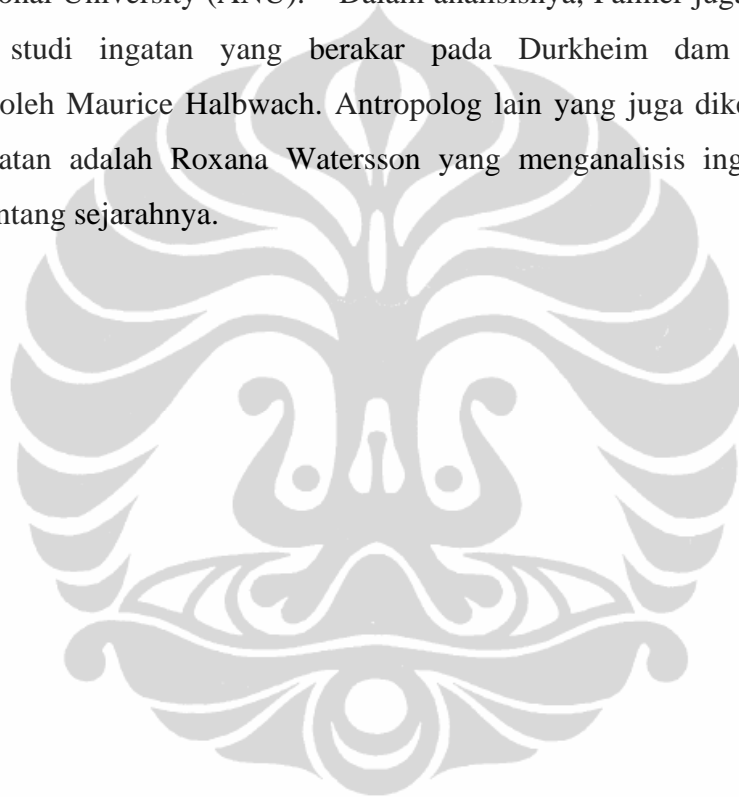 onal University (ANU). Dalam analisisnya, Palmer juga
studi ingatan yang berakar pada Durkheim dam
oleh Maurice Halbwach. Antropolog lain yang juga dike
atan adalah Roxana Watersson yang menganalisis ing
ntang sejarahnya.